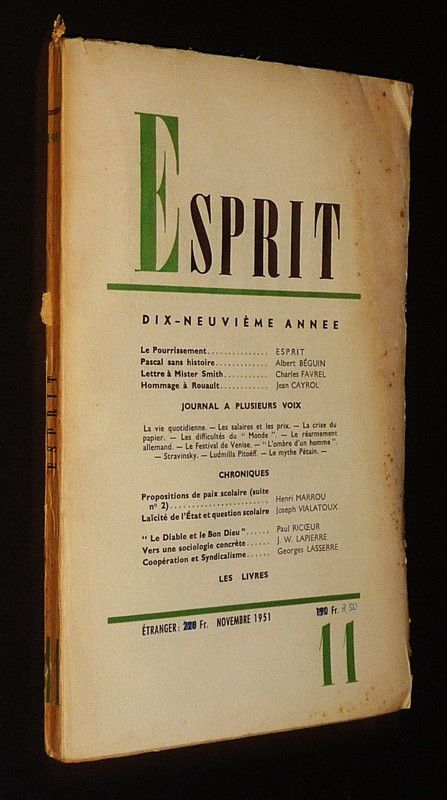 ESPRIT
DIX-NEUVIÈME ANNEE
Le Pourrissement............... ESPRIT
Pascal sans histoire............. Albert BÉGUIN
Lettre à Mister Smith........... Charles FAVREL
Hommage à Rouault............ Jean CAYROL
JOURNAL A PLUSIEURS VOIX
La vie quotidienne. — Les salaires et les prix. — La crise du
papier. — Les difficultés du " Monde ". — Le réarmement
allemand. — Le Festival de Venise. — "L'ombre d'un homme".
— Stravinsky. — Ludmilla Pitoëff. — Le mythe Pétain. —
CHRONIQUES
Propositions de paix scolaire (suite
n° 2)........................ Henri MARROU
Laïcité de l'État et question scolaire Joseph VIALATOUX
" Le Diable et le Bon Dieu "...... Paul RICŒUR
Vers une sociologie concrète...... J. W. LAPIERRE
Coopération et Syndicalisme...... Georges LASSERRE
LES LIVRES
ÉTRANGER: Fr. NOVEMBRE 1951 Fr. 3,50
11
ESPRIT